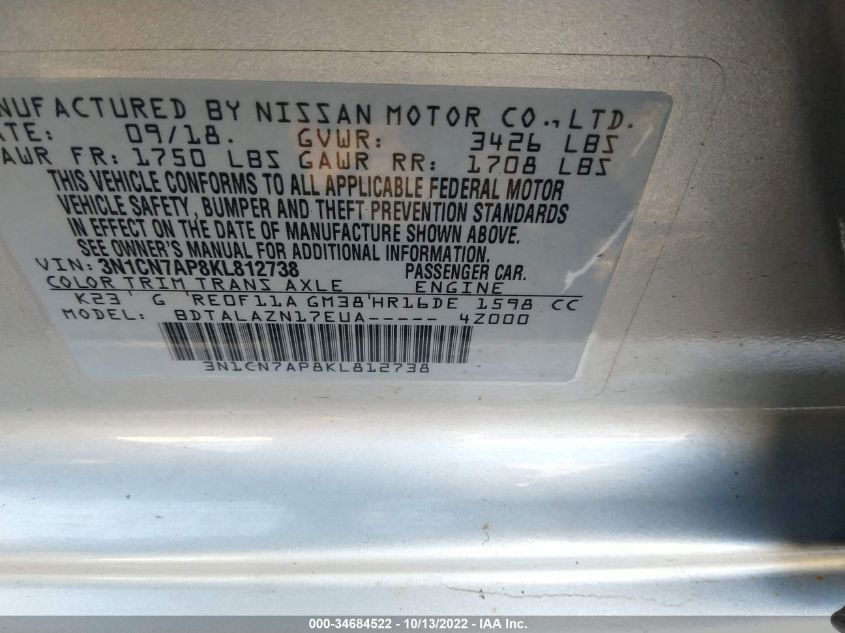 NUFACTURED BY NISSAN MOTOR CO., LTD.
ATE: 09/18. GVWR: 3426 LBS
AWR FR: 1750 LBS GAWR RR: 1708 LBS
THIS VEHICLE CONFORMS TO ALL APPLICABLE FEDERAL MOTOR
VEHICLE SAFETY, BUMPER AND THEFT PREVENTION STANDARDS
IN EFFECT ON THE DATE OF MANUFACTURE SHOWN ABOVE.
SEE OWNER'S MANUAL FOR ADDITIONAL INFORMATION
VIN: 3N1CN7AP8KL812738 PASSENGER CAR.
COLOR TRIM TRANS AXLE ENGINE
K23 G RE0F11A GM38 HR16DE 1598 CC
MODEL: BDTALAZN17EUA----- 4Z000
3N1CN7AP8KL812738
000-34684522 | 10/13/2022 - IAA Inc.